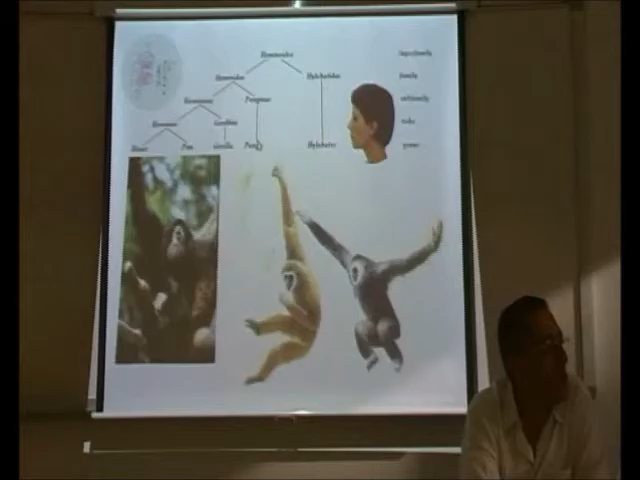 Hominoidea
superfamily
Hominidae
Hylobatidae
family
Homininae
Ponginae
subfamily
Hominini
Gorillini
tribe
Homo
Pan
Gorilla
Pongo
Hylobates
genus